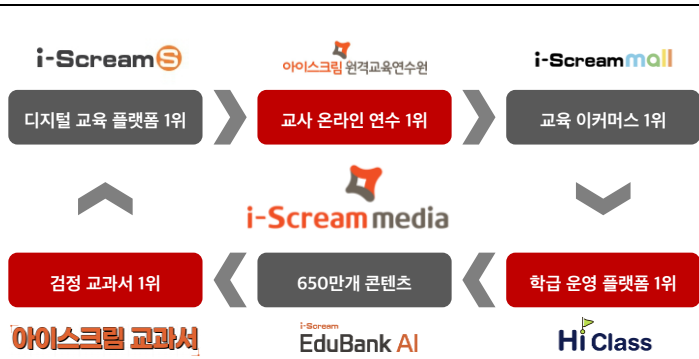 i-Scream S
아이스크림 원격교육연수원
i-Scream mall
디지털 교육 플랫폼 1위
교사 온라인 연수 1위
교육 이커머스 1위
i-Scream media
검정 교과서 1위
650만개 콘텐츠
학급 운영 플랫폼 1위
아이스크림 교과서
i-Scream
EduBank AI
Hi Class